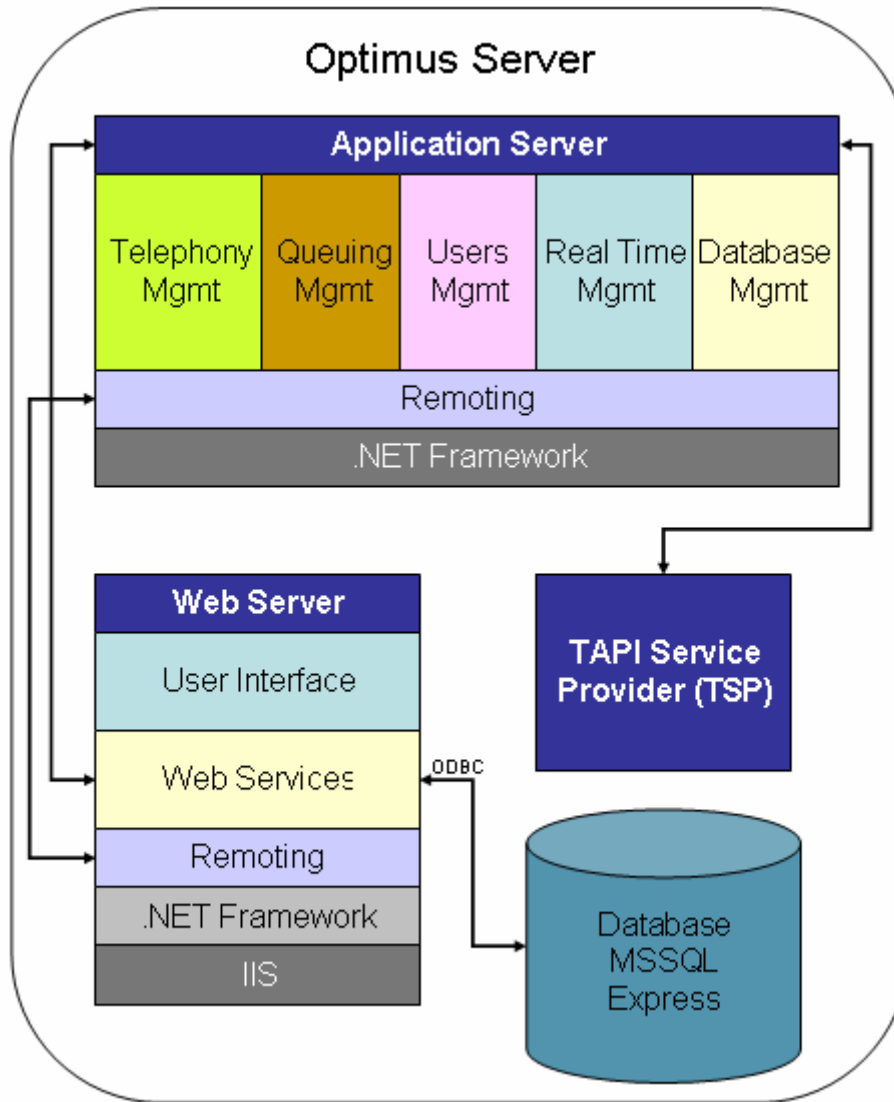 Optimus Server
Application Server
Telephony
Mgmt
Queuing
Mgmt
Users
Mgmt
Real Time
Mgmt
Database
Mgmt
Remoting
.NET Framework
Web Server
User Interface
Web Services
Remoting
.NET Framework
IIS
ODBC
TAPI Service
Provider (TSP)
Database
MSSQL
Express